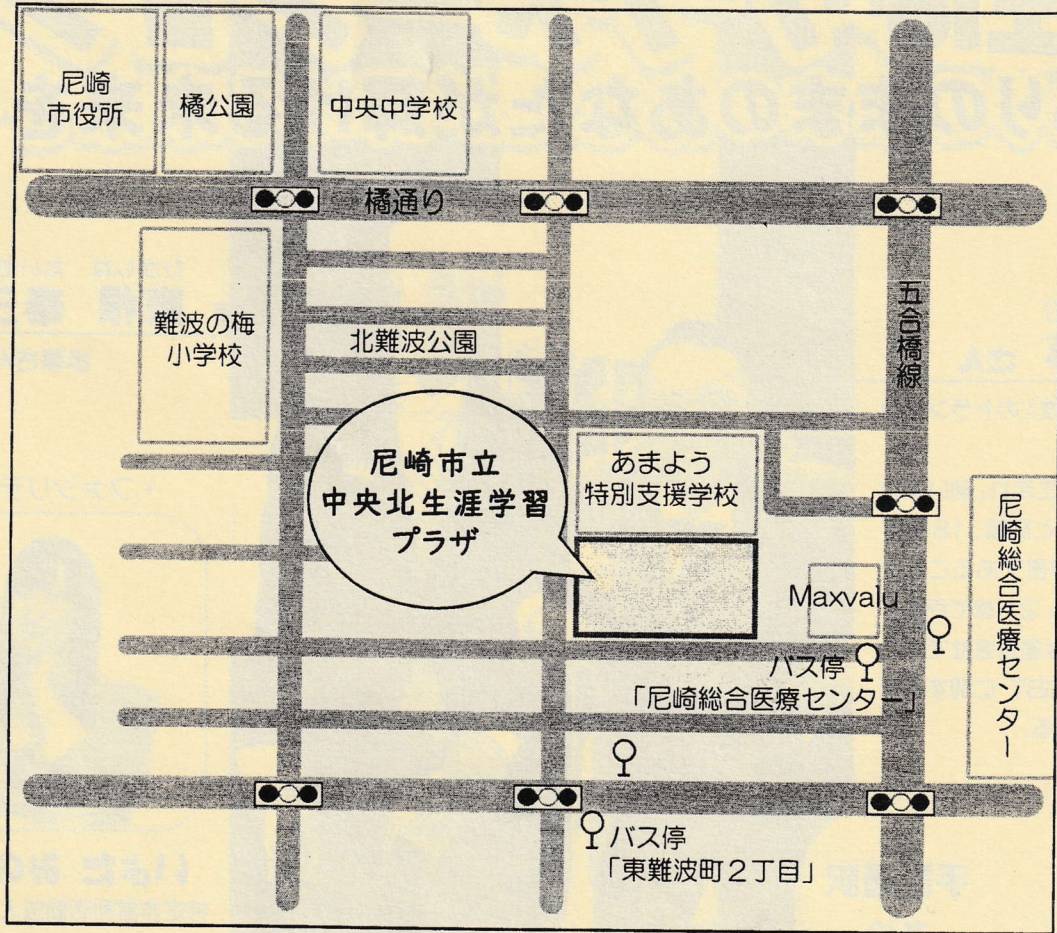 尼崎
市役所
橘公園
中央中学校
橘通り
難波の梅
小学校
北難波公園
五合橋線
尼崎市立
中央北生涯学習
プラザ
あまよう
特別支援学校
Maxvalu
尼崎総合医療センター
バス停
「尼崎総合医療センター」
バス停
「東難波町2丁目」